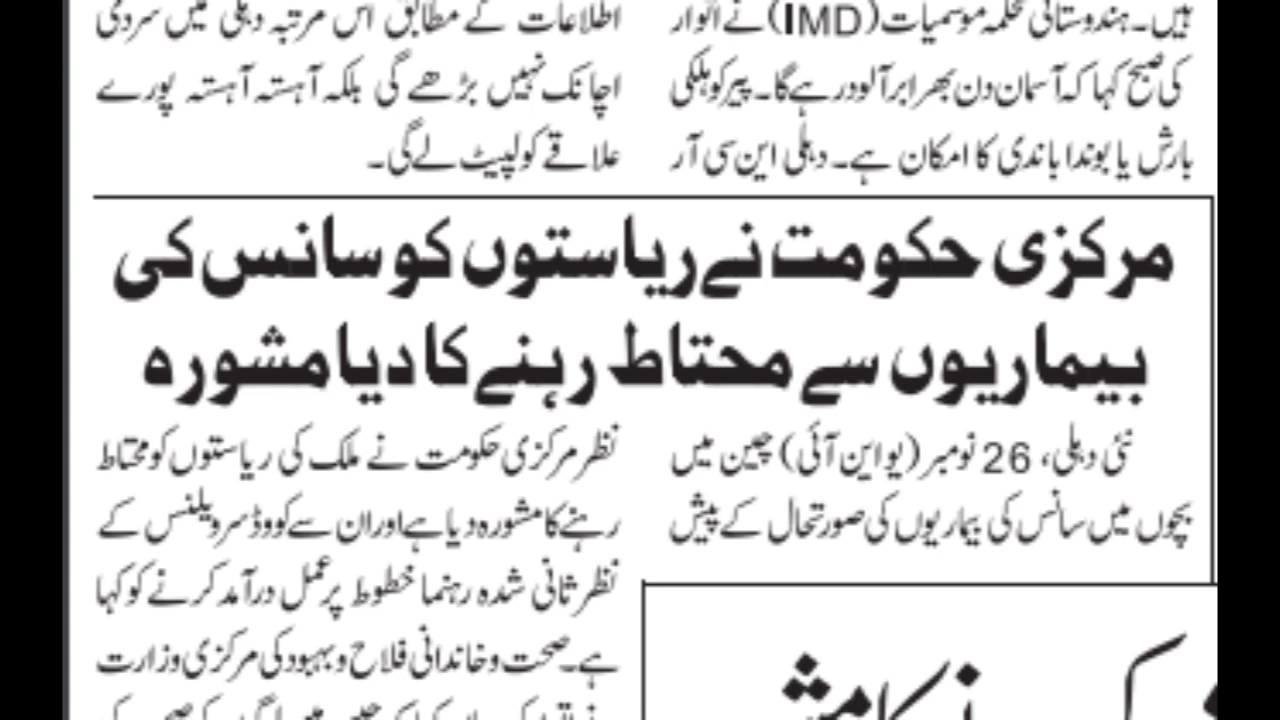 ہیں۔ہندوستانی محکمہ موسمیات (IMD) نے اتوار
کی صبح کہا کہ آسمان دن بھر ابر آلود رہے گا۔ پیر کو ہلکی
بارش یا بوندا باندی کا امکان ہے۔ دہلی این سی آر
اطلاعات کے مطابق اس مرتبہ دہلی میں سردی
اچانک نہیں بڑھے گی بلکہ آہستہ آہستہ پورے
علاقے کو لپیٹ لے گی۔
مرکزی حکومت نے ریاستوں کو سانس کی
بیماریوں سے محتاط رہنے کا دیا مشورہ
نئی دہلی، 26 نومبر (یو این آئی) چین میں
بچوں میں سانس کی بیماریوں کی صورتحال کے پیش
نظر مرکزی حکومت نے ملک کی ریاستوں کو محتاط
رہنے کا مشورہ دیا ہے اور ان سے کووڈ سرویلنس کے
نظر ثانی شدہ رہنما خطوط پر عمل درآمد کرنے کو کہا
ہے۔صحت و خاندانی فلاح و بہبود کی مرکزی وزارت